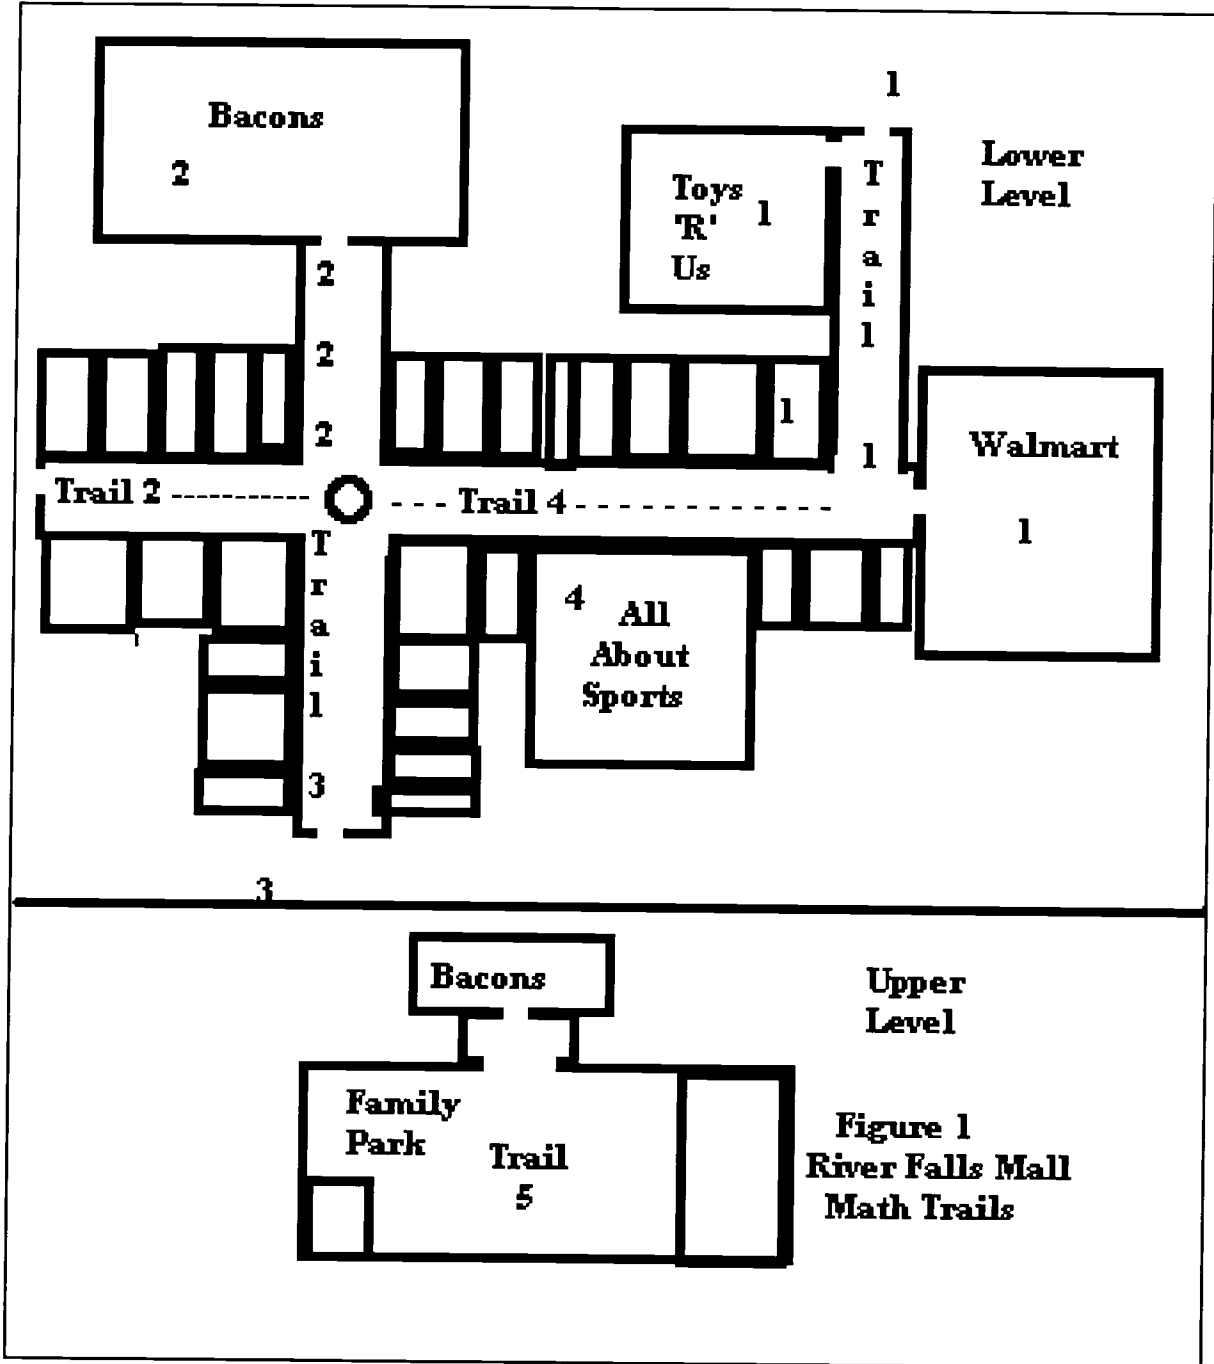 1
Bacons
Lower
Level
2
Toys
'R'
Us
1
T
r
a
i
l
1
2
2
2
1
1
Walmart
1
Trail 2
Trail 4
T
r
a
i
l
3
4
All
About
Sports
3
Bacons
Upper
Level
Family
Park
Trail
5
Figure 1
River Falls Mall
Math Trails